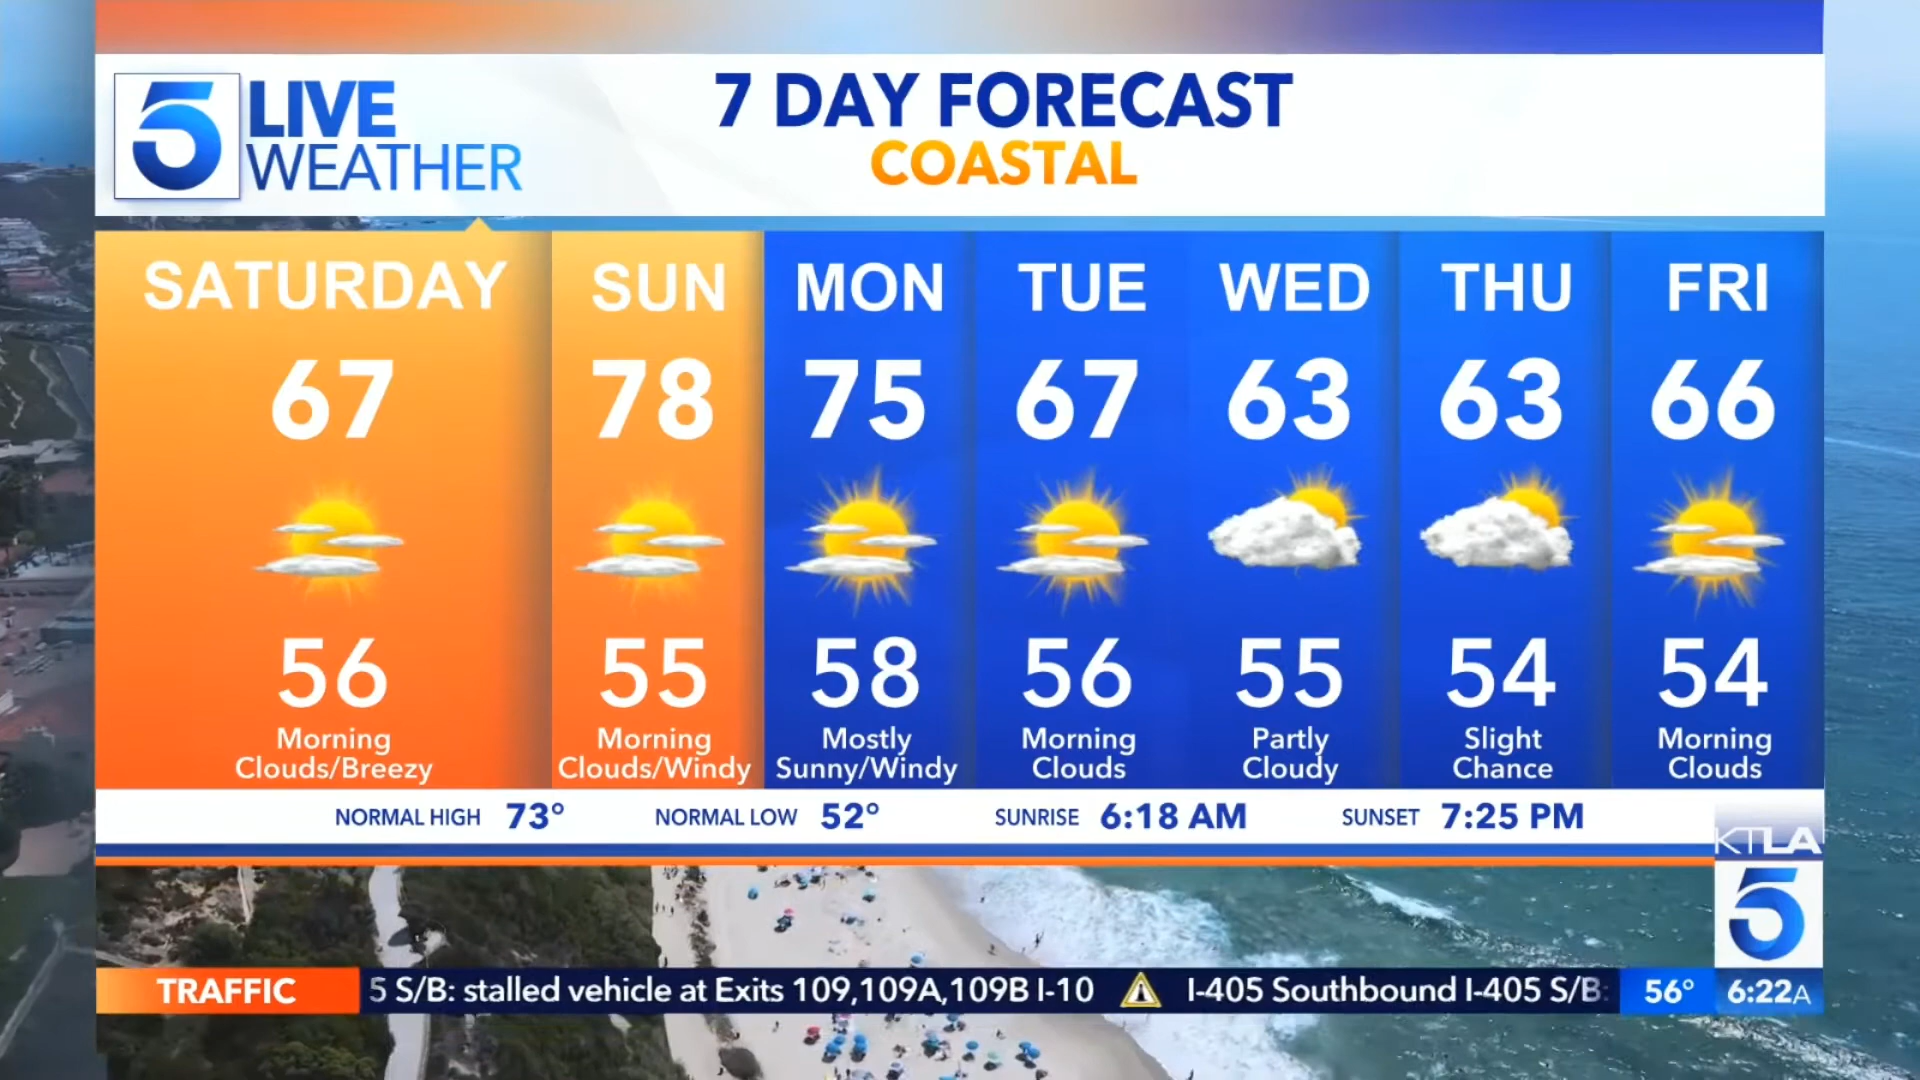 5 LIVE
WEATHER
7 DAY FORECAST
COASTAL
SATURDAY
67
56
Morning
Clouds/Breezy
SUN
78
55
Morning
Clouds/Windy
MON
75
58
Mostly
Sunny/Windy
TUE
67
56
Morning
Clouds
WED
63
55
Partly
Cloudy
THU
63
54
Slight
Chance
FRI
66
54
Morning
Clouds
NORMAL HIGH 73° NORMAL LOW 52° SUNRISE 6:18 AM SUNSET 7:25 PM
KTLA
5
TRAFFIC 5 S/B: stalled vehicle at Exits 109,109A,109B I-10 I-405 Southbound I-405 S/B: 56° 6:22A